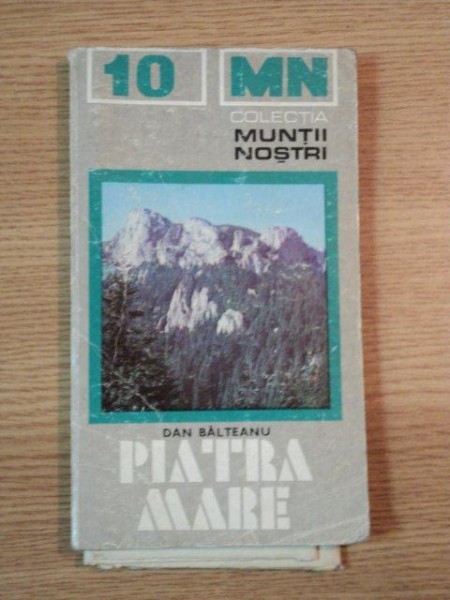 10 MN
COLECȚIA
MUNȚII
NOȘTRI
DAN BĂLTEANU
PIATRA
MARE